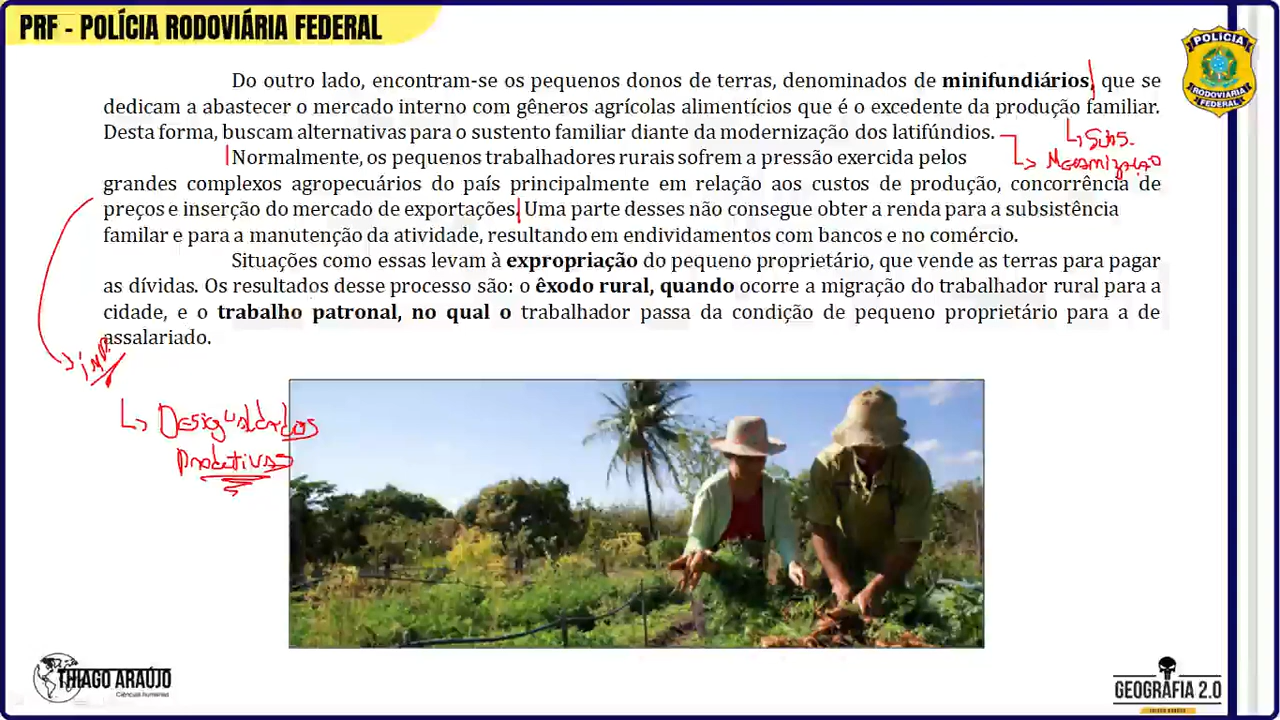 PRF - POLÍCIA RODOVIÁRIA FEDERAL
POLÍCIA
RODOVIÁRIA
FEDERAL
Do outro lado, encontram-se os pequenos donos de terras, denominados de minifundiários, que se
dedicam a abastecer o mercado interno com gêneros agrícolas alimentícios que é o excedente da produção familiar.
Desta forma, buscam alternativas para o sustento familiar diante da modernização dos latifúndios.
Subs.
Normalmente, os pequenos trabalhadores rurais sofrem a pressão exercida pelos
grandes complexos agropecuários do país principalmente em relação aos custos de produção, concorrência de
preços e inserção do mercado de exportações. Uma parte desses não consegue obter a renda para a subsistência
familar e para a manutenção da atividade, resultando em endividamentos com bancos e no comércio.
Situações como essas levam à expropriação do pequeno proprietário, que vende as terras para pagar
as dívidas. Os resultados desse processo são: o êxodo rural, quando ocorre a migração do trabalhador rural para a
cidade, e o trabalho patronal, no qual o trabalhador passa da condição de pequeno proprietário para a de
assalariado.
Desigualdades
Produtivas
THIAGO ARAÚJO
Ciências humanas
GEOGRAFIA 2.0